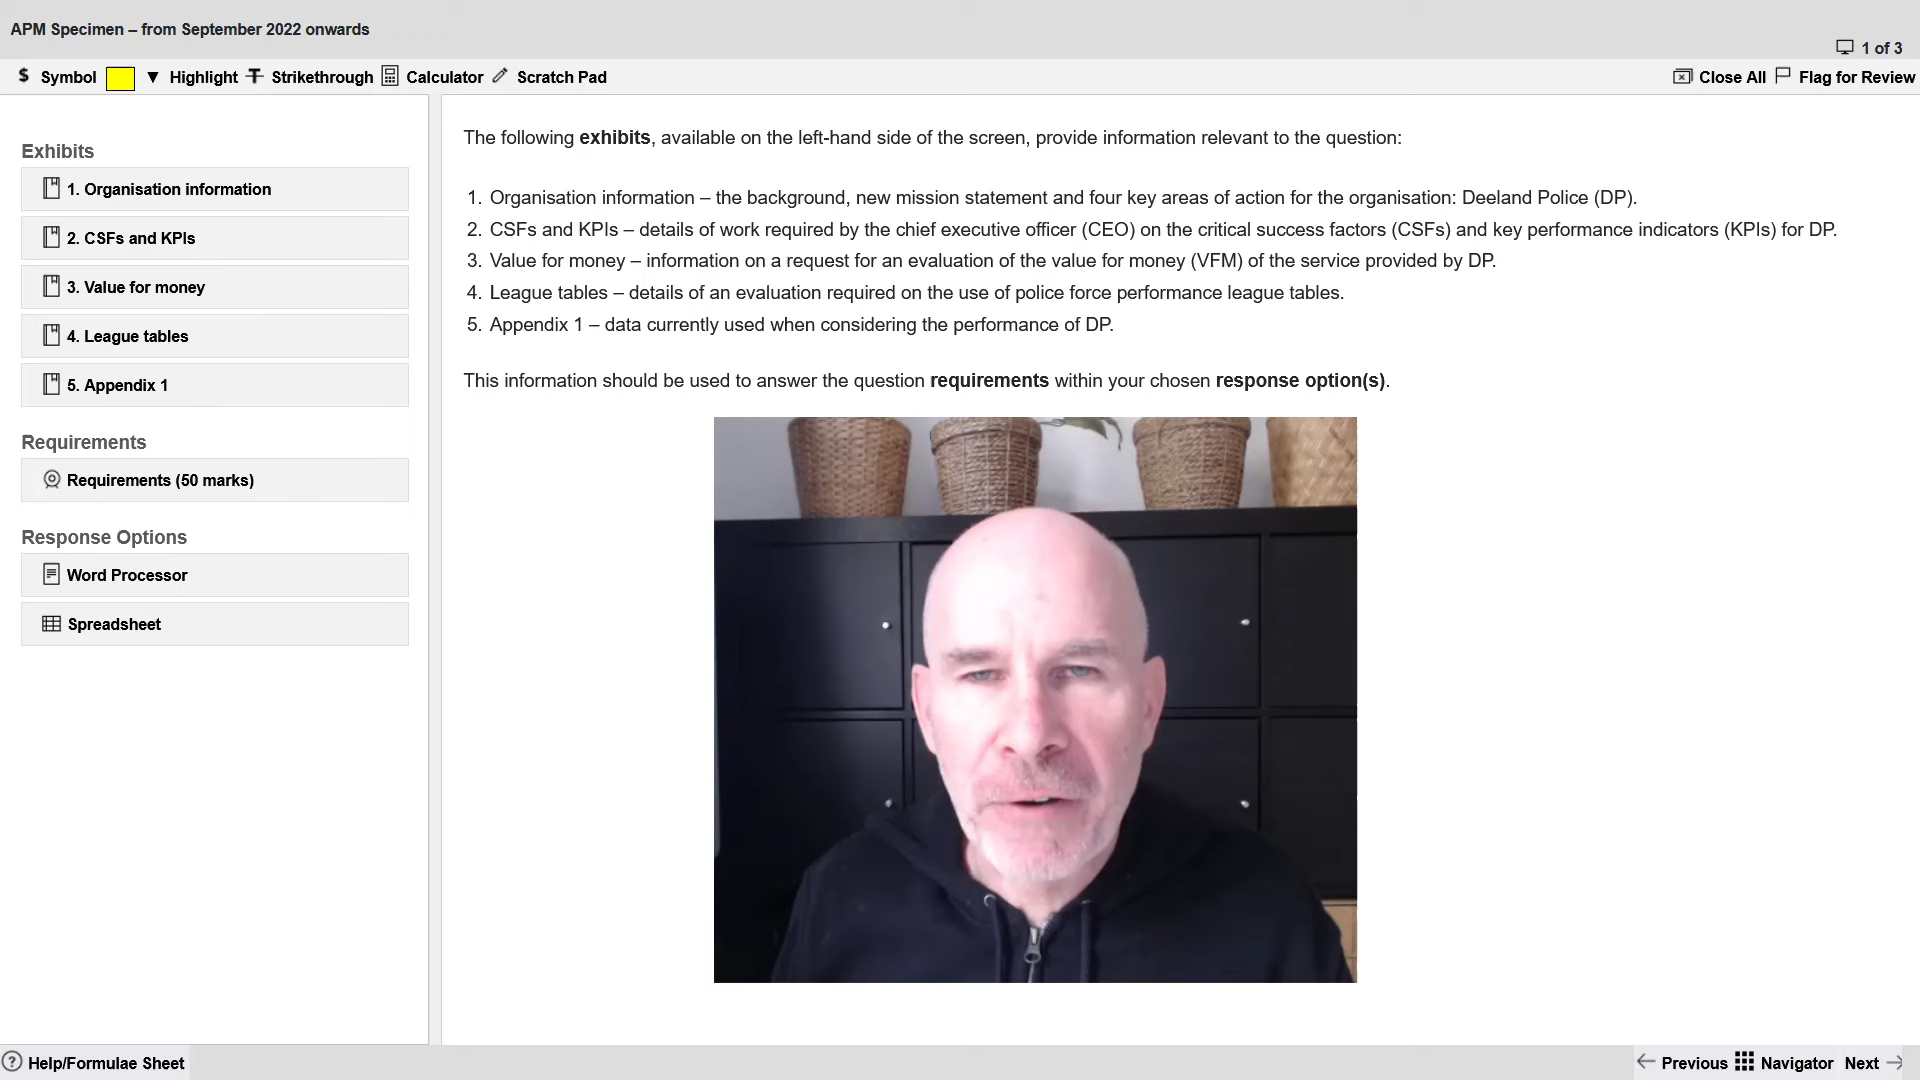 APM Specimen – from September 2022 onwards
1 of 3
$ Symbol ▼ Highlight Strikethrough Calculator Scratch Pad
Close All Flag for Review
Exhibits
1. Organisation information
2. CSFs and KPIs
3. Value for money
4. League tables
5. Appendix 1
Requirements
Requirements (50 marks)
Response Options
Word Processor
Spreadsheet
The following exhibits, available on the left-hand side of the screen, provide information relevant to the question:
1. Organisation information – the background, new mission statement and four key areas of action for the organisation: Deeland Police (DP).
2. CSFs and KPIs – details of work required by the chief executive officer (CEO) on the critical success factors (CSFs) and key performance indicators (KPIs) for DP.
3. Value for money – information on a request for an evaluation of the value for money (VFM) of the service provided by DP.
4. League tables – details of an evaluation required on the use of police force performance league tables.
5. Appendix 1 – data currently used when considering the performance of DP.
This information should be used to answer the question requirements within your chosen response option(s).
? Help/Formulae Sheet
← Previous Navigator Next →